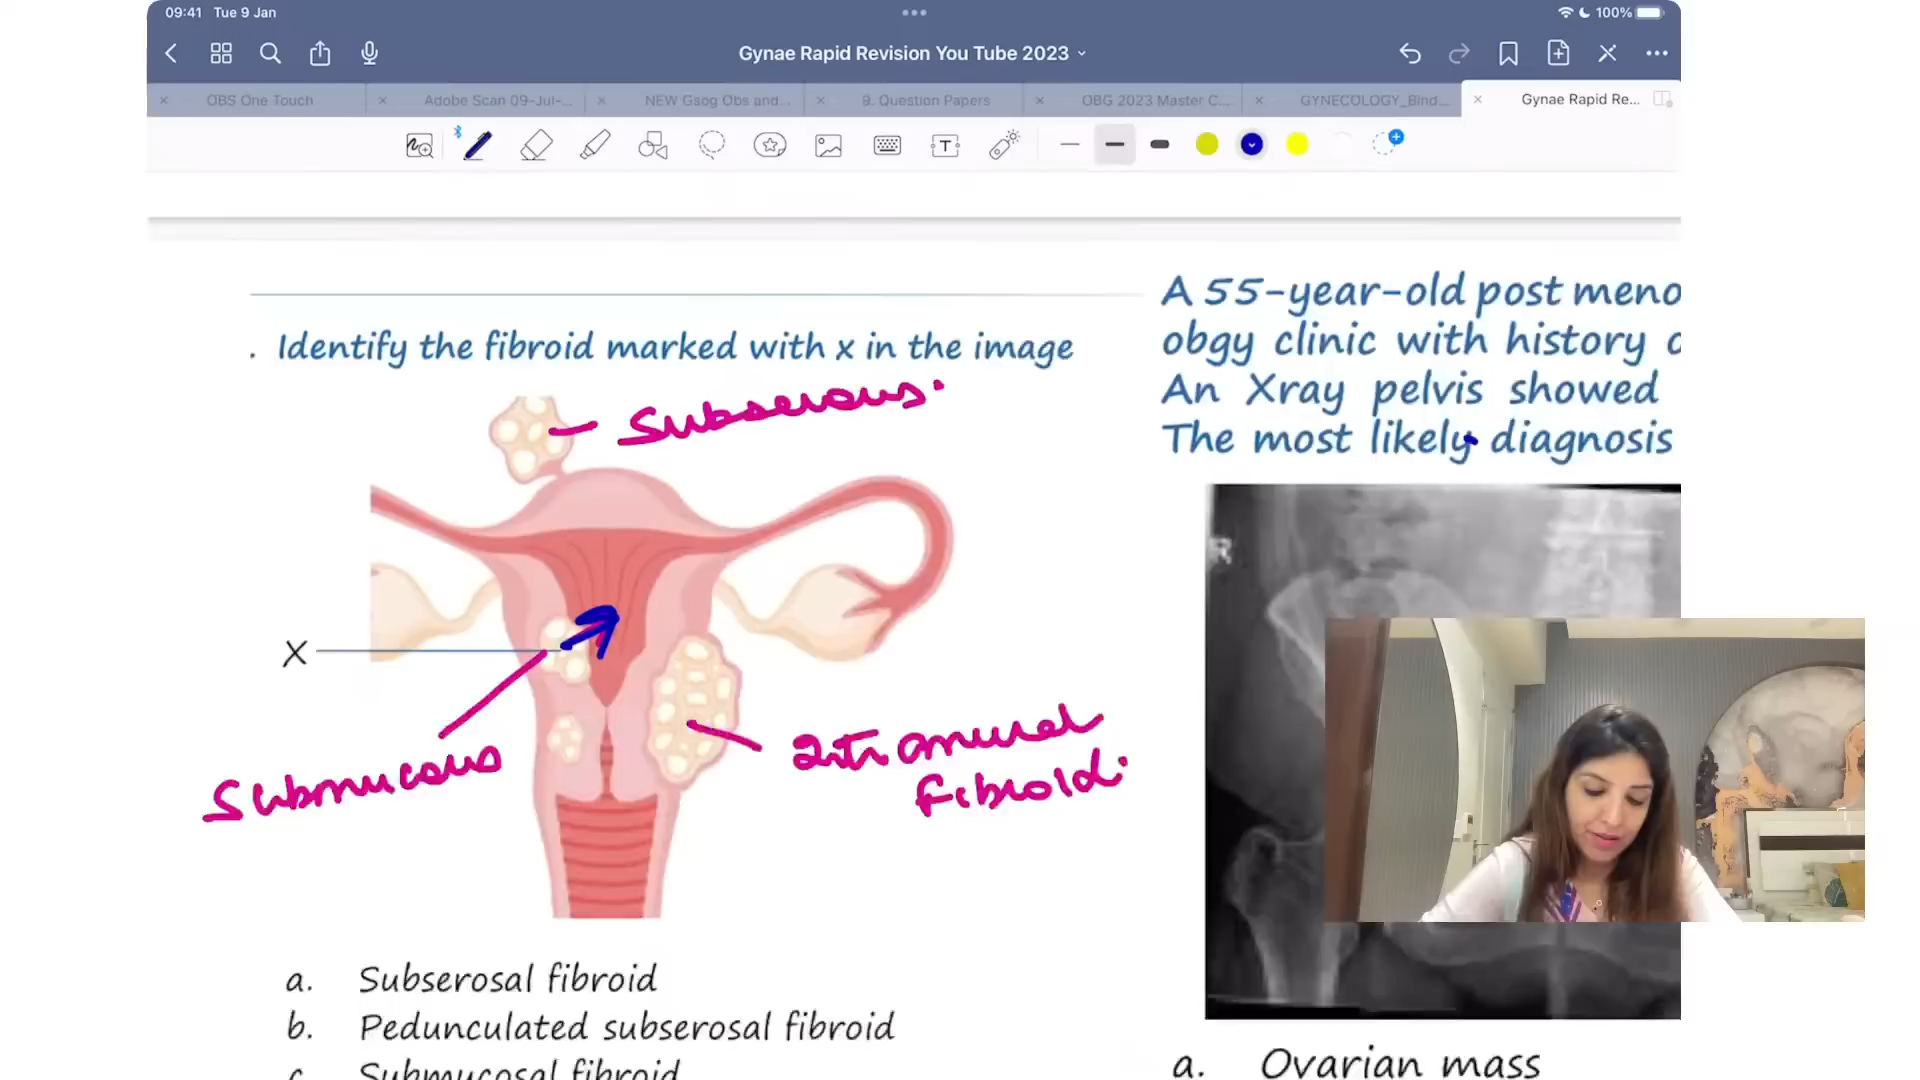 09:41 Tue 9 Jan
100%
Gynae Rapid Revision You Tube 2023
OBS One Touch
Adobe Scan 09-Jul-...
NEW Gsog Obs and...
9. Question Papers
OBG 2023 Master C...
GYNECOLOGY_Bind...
Gynae Rapid Re...
. Identify the fibroid marked with x in the image
Subserous.
X
Submucous
Intramural
fibroid.
a. Subserosal fibroid
b. Pedunculated subserosal fibroid
c. Submucosal fibroid
A 55-year-old post meno
obgy clinic with history o
An Xray pelvis showed
The most likely diagnosis
R
a. Ovarian mass